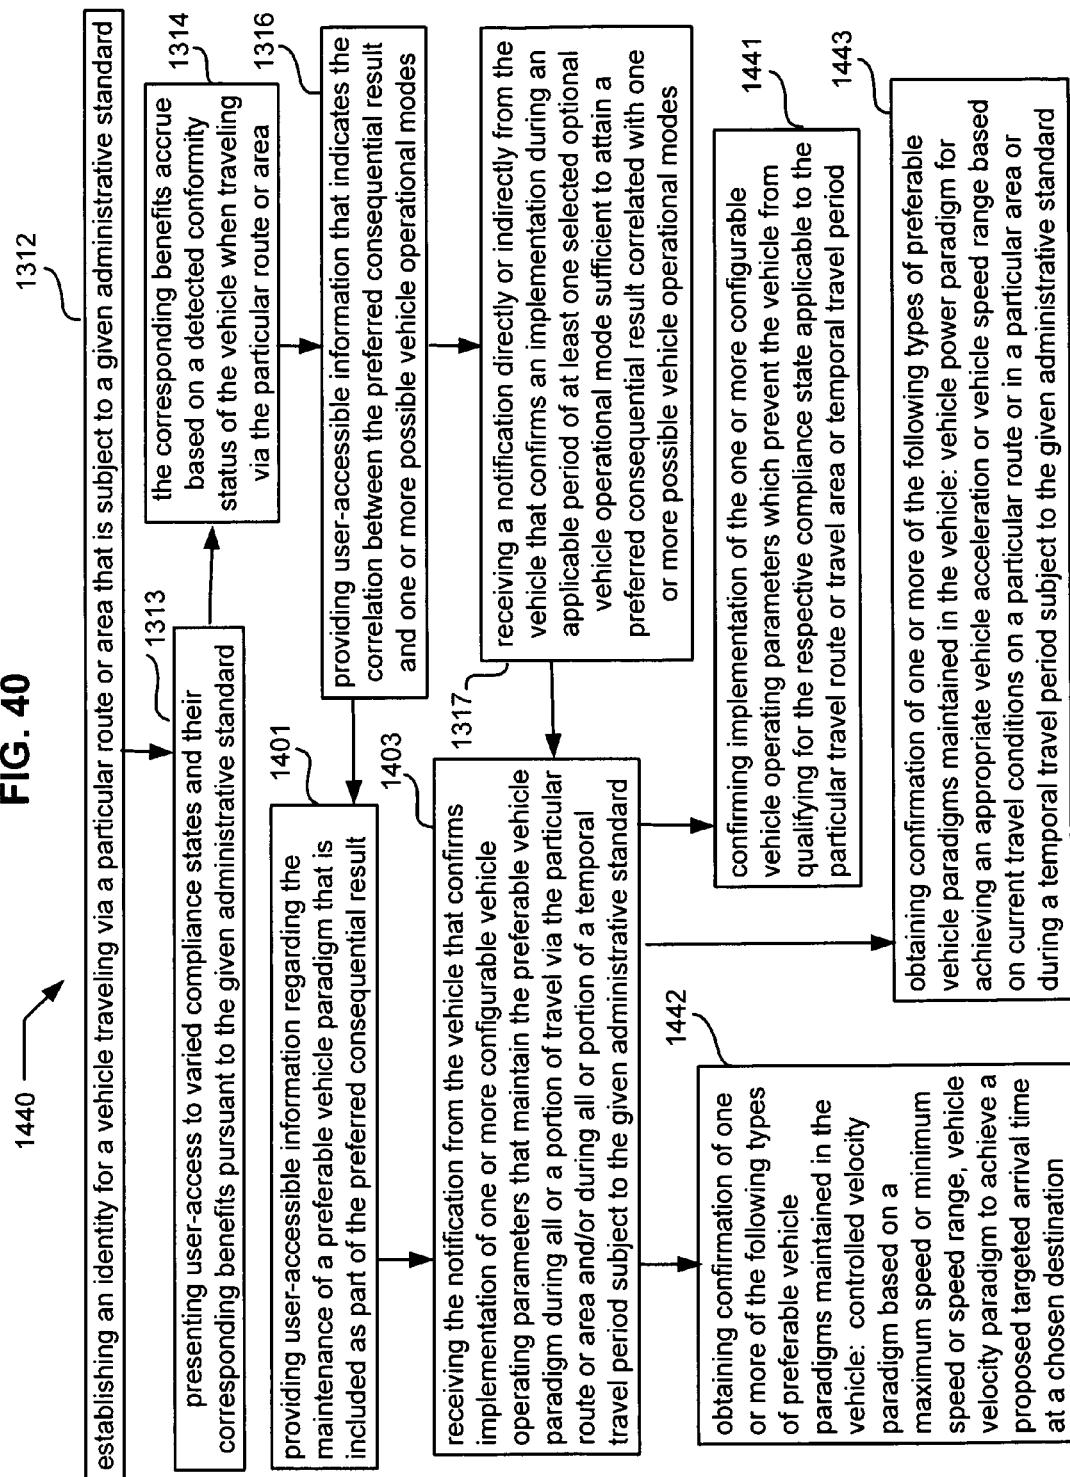 FIG. 40
1440
1312
establishing an identity for a vehicle traveling via a particular route or area that is subject to a given administrative standard
1313
presenting user-access to varied compliance states and their
corresponding benefits pursuant to the given administrative standard
1314
the corresponding benefits accrue
based on a detected conformity
status of the vehicle when traveling
via the particular route or area
1316
providing user-accessible information that indicates the
correlation between the preferred consequential result
and one or more possible vehicle operational modes
1401
providing user-accessible information regarding the
maintenance of a preferable vehicle paradigm that is
included as part of the preferred consequential result
1317
receiving a notification directly or indirectly from the
vehicle that confirms an implementation during an
applicable period of at least one selected optional
vehicle operational mode sufficient to attain a
preferred consequential result correlated with one
or more possible vehicle operational modes
1403
receiving the notification from the vehicle that confirms
implementation of one or more configurable vehicle
operating parameters that maintain the preferable vehicle
paradigm during all or a portion of travel via the particular
route or area and/or during all or portion of a temporal
travel period subject to the given administrative standard
1441
confirming implementation of the one or more configurable
vehicle operating parameters which prevent the vehicle from
qualifying for the respective compliance state applicable to the
particular travel route or travel area or temporal travel period
1442
obtaining confirmation of one
or more of the following types
of preferable vehicle
paradigms maintained in the
vehicle: controlled velocity
paradigm based on a
maximum speed or minimum
speed or speed range, vehicle
velocity paradigm to achieve a
proposed targeted arrival time
at a chosen destination
1443
obtaining confirmation of one or more of the following types of preferable
vehicle paradigms maintained in the vehicle: vehicle power paradigm for
achieving an appropriate vehicle acceleration or vehicle speed range based
on current travel conditions on a particular route or in a particular area or
during a temporal travel period subject to the given administrative standard